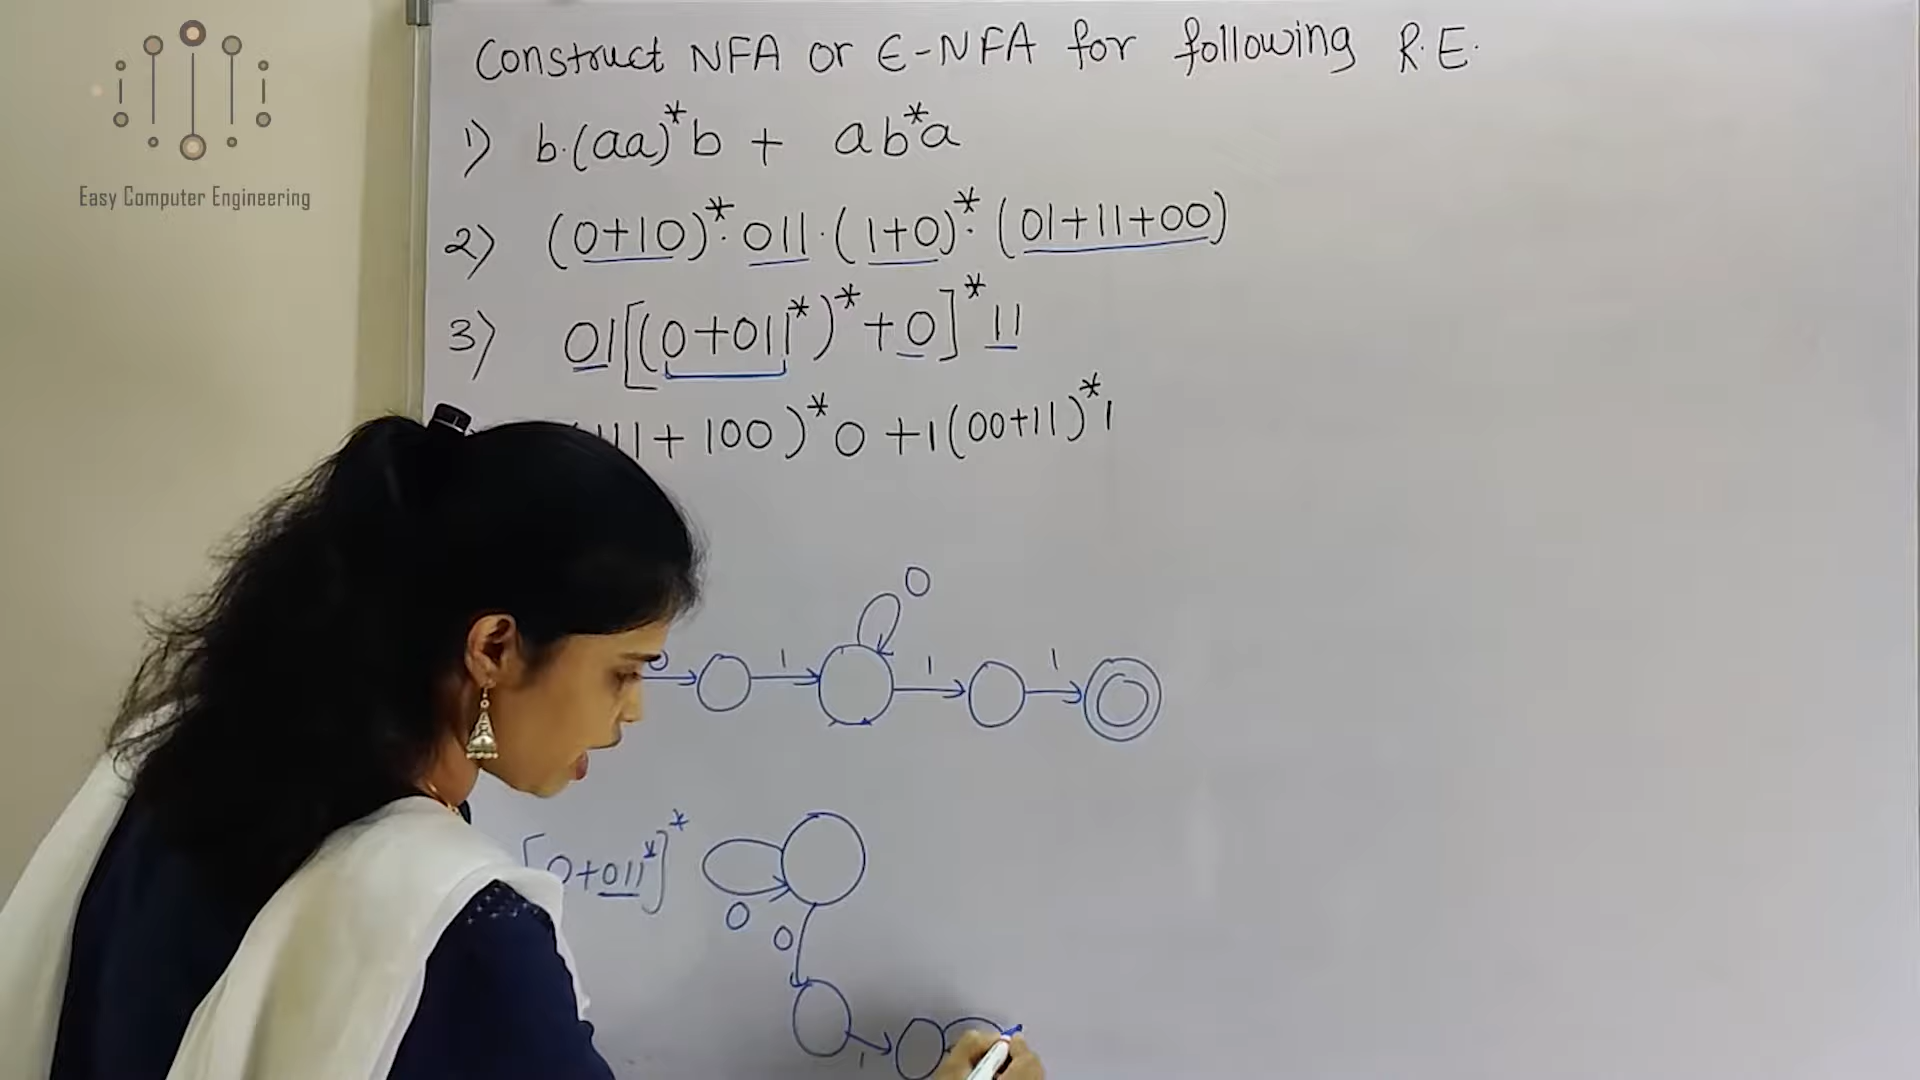 Easy Computer Engineering
Construct NFA or ε-NFA for following R.E.
1) b.(aa)*b + ab*a
2) (0+10)*.011.(1+0)*.(01+11+00)
3) 01[(0+011*)*+0]*11
111+100)*0+1(00+11)*1
0
0 1 1 1
[0+011*]*
0
0
1